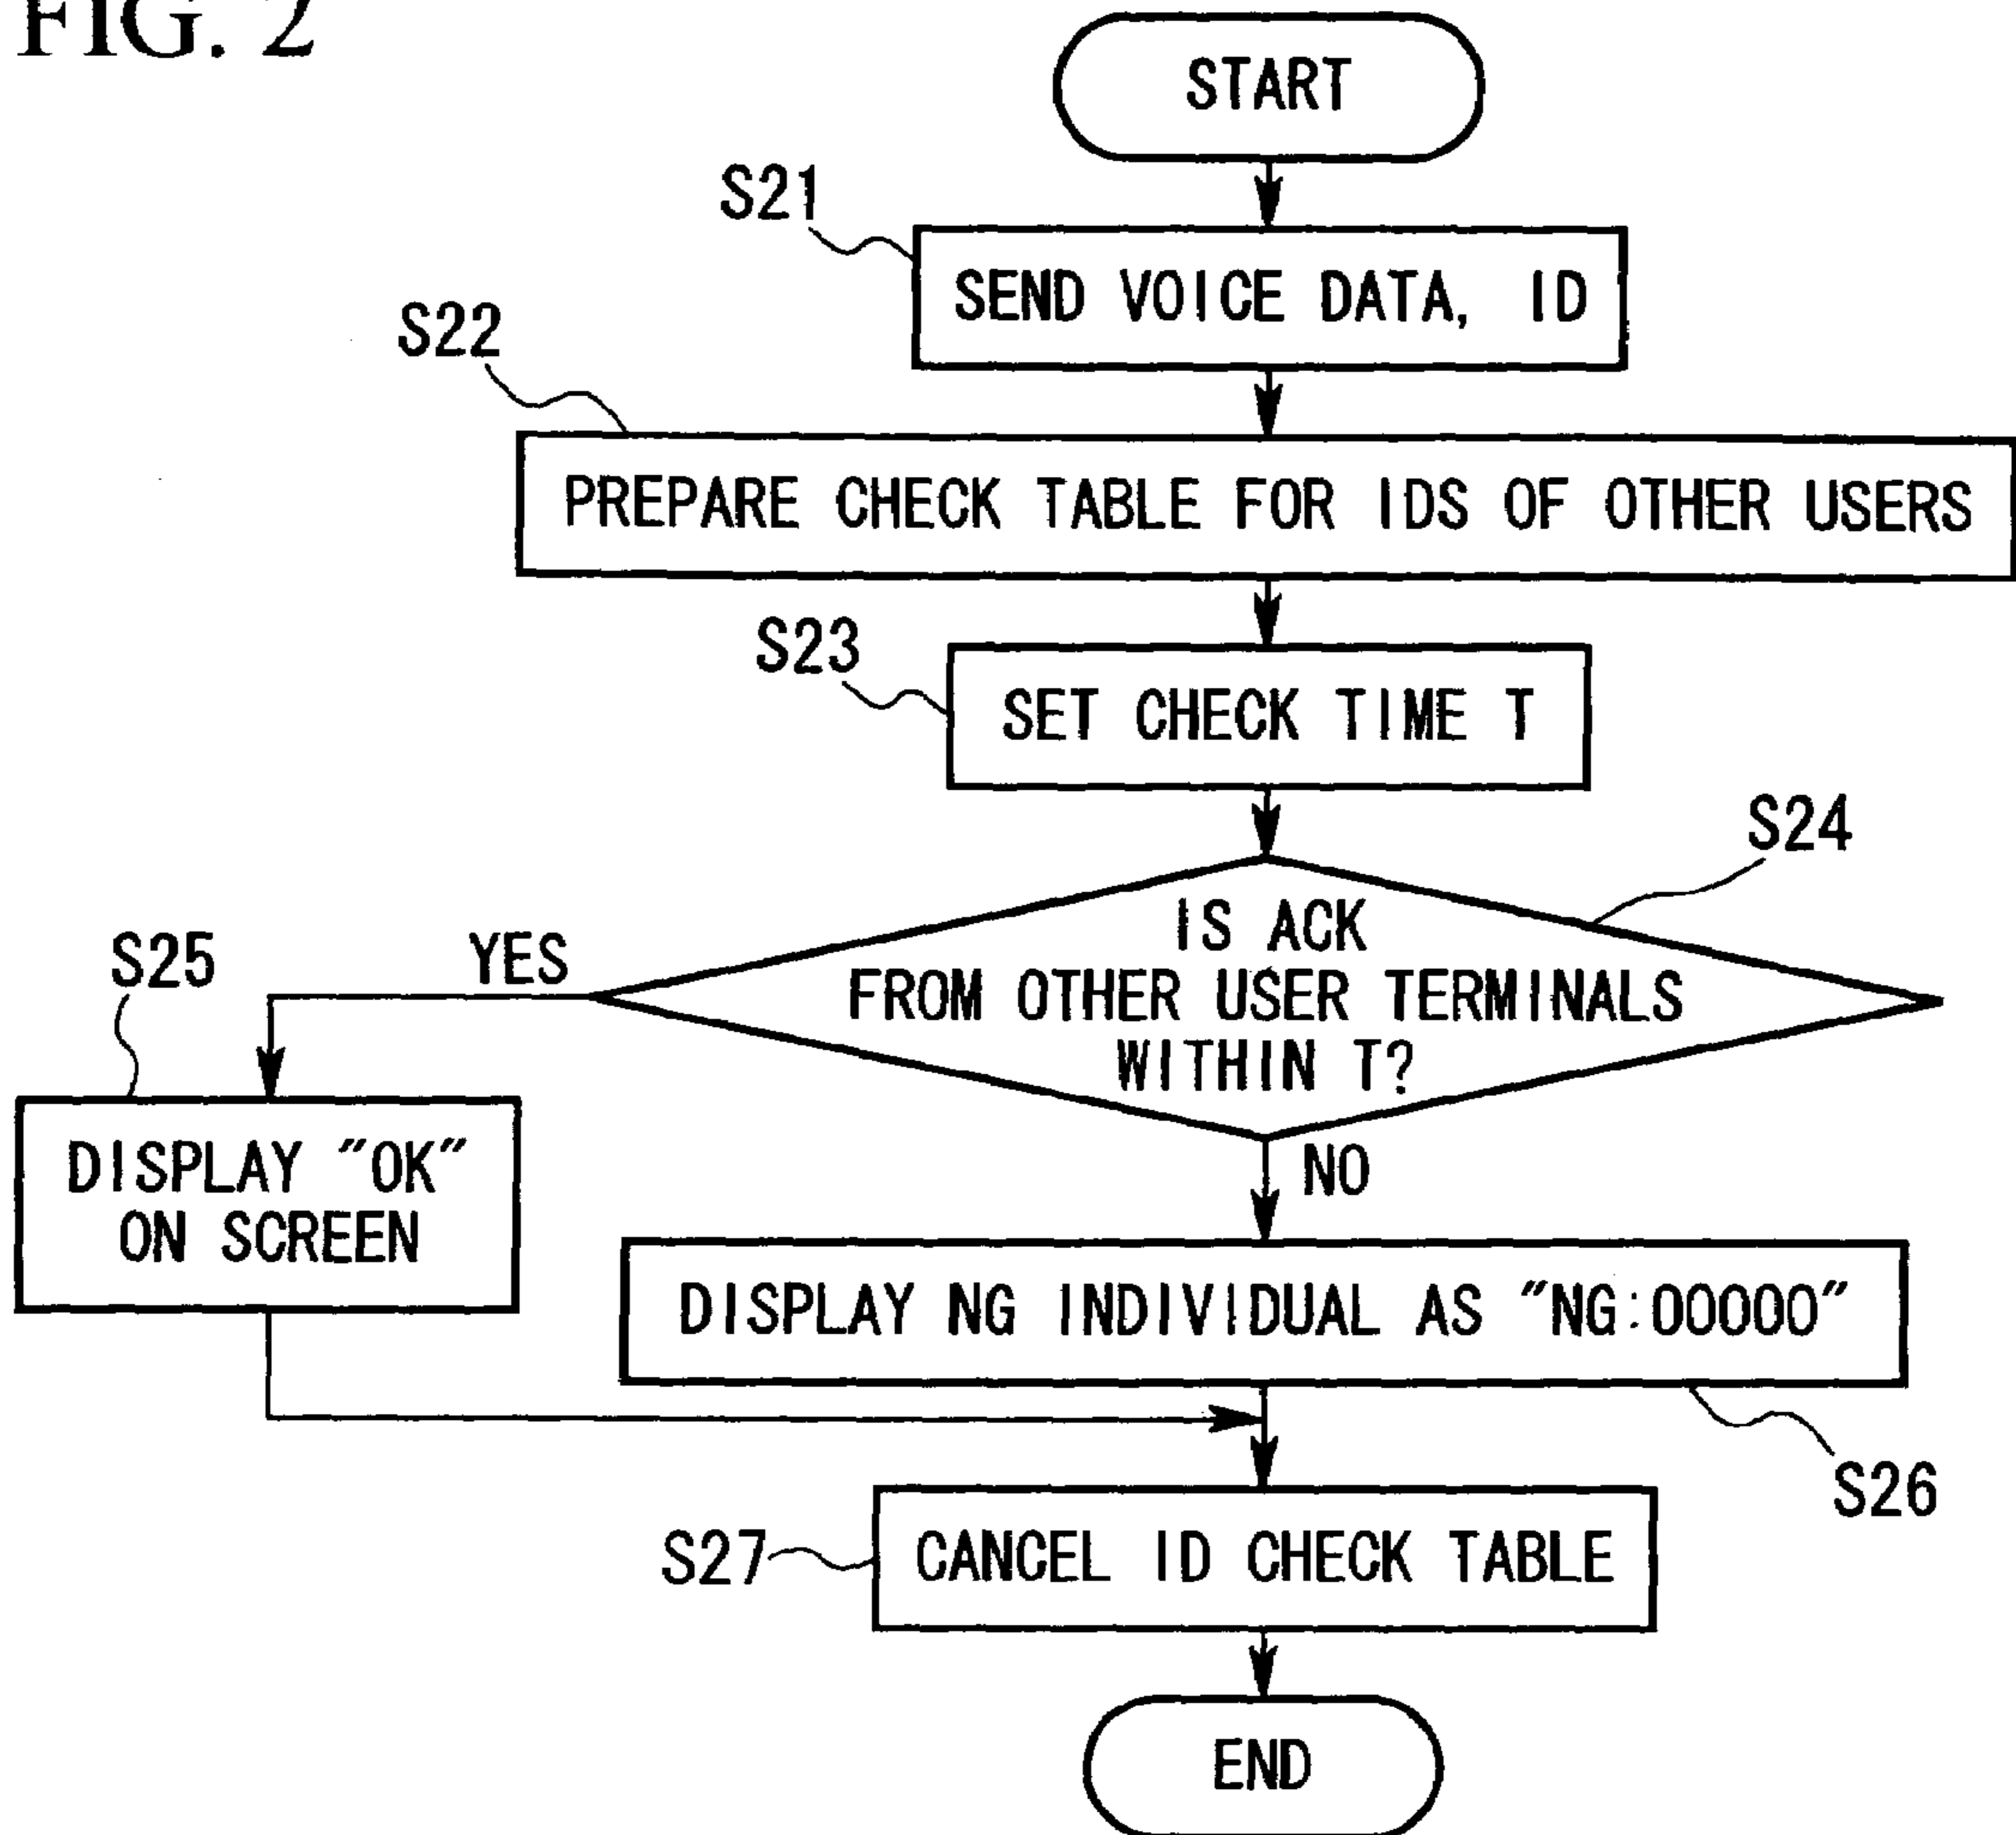 FIG. 2
START
S21
SEND VOICE DATA, ID
S22
PREPARE CHECK TABLE FOR IDS OF OTHER USERS
S23
SET CHECK TIME T
S24
IS ACK
FROM OTHER USER TERMINALS
WITHIN T?
YES
S25
DISPLAY "OK"
ON SCREEN
NO
DISPLAY NG INDIVIDUAL AS "NG:00000"
S26
S27
CANCEL ID CHECK TABLE
END